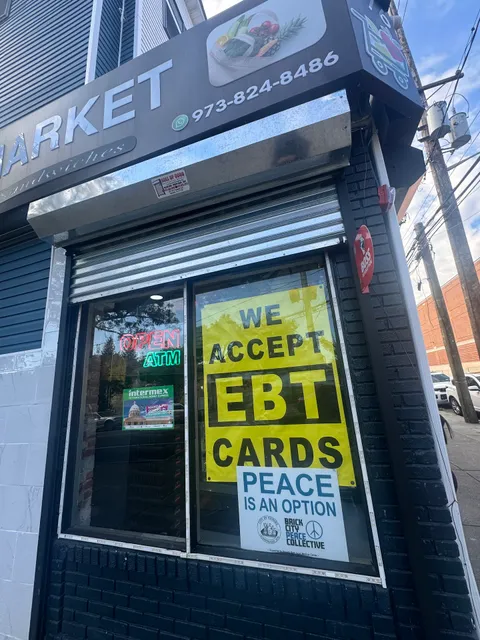 MARKET
973-824-8486
andwiches
OPEN
ATM
intermex
WE
ACCEPT
EBT
CARDS
PEACE
IS AN OPTION
BRICK
CITY
PEACE
COLLECTIVE